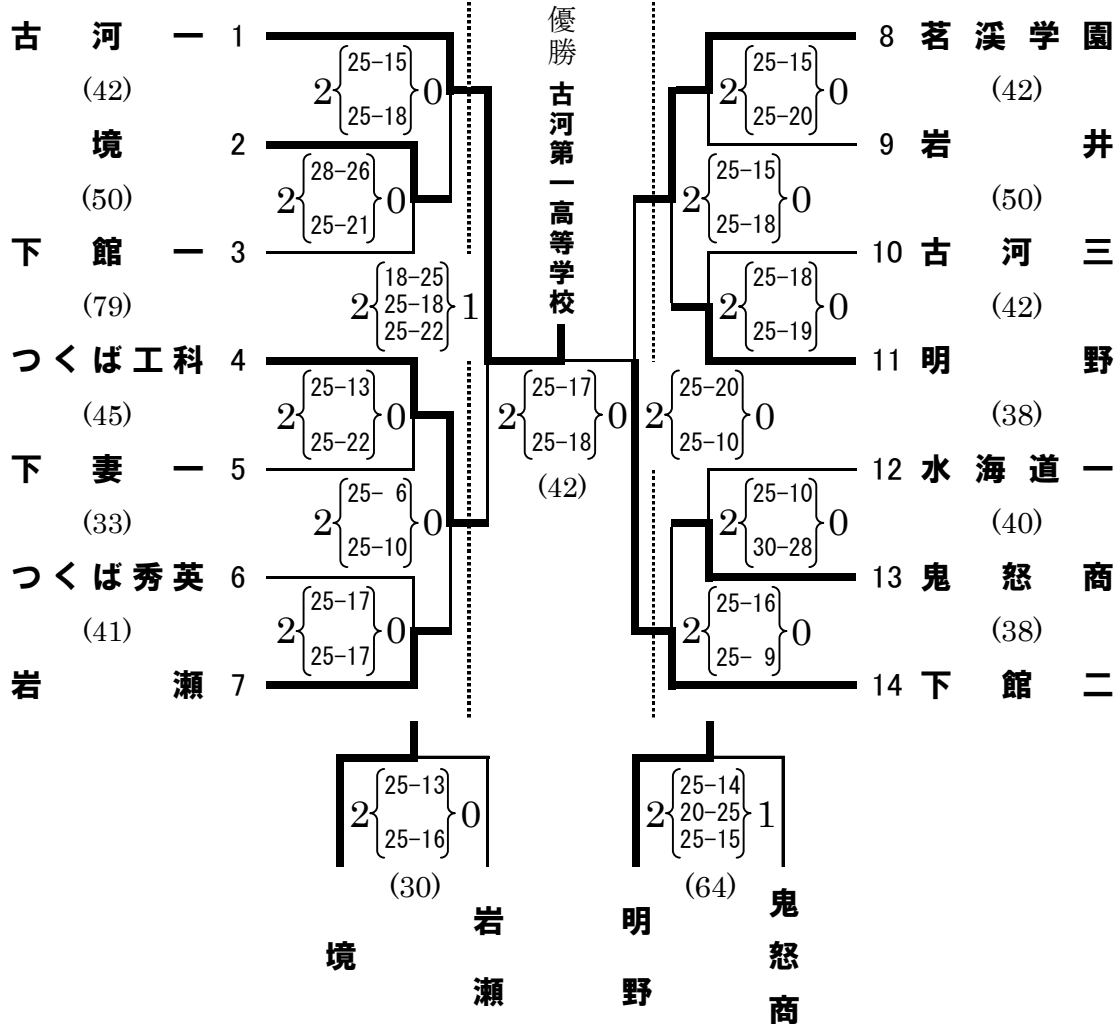 優勝 古河第一高等学校
古河一 1
(42)
境 2
(50)
下館一 3
(79)
つくば工科 4
(45)
下妻一 5
(33)
つくば秀英 6
(41)
岩瀬 7
2 25-15 0
25-18
2 28-26 0
25-21
2 18-25 1
25-18
25-22
2 25-13 0
25-22
2 25- 6 0
25-10
2 25-17 0
25-17
2 25-17 0
25-18
(42)
8 茗溪学園
(42)
9 岩井
(50)
10 古河三
(42)
11 明野
(38)
12 水海道一
(40)
13 鬼怒商
(38)
14 下館二
2 25-15 0
25-20
2 25-15 0
25-18
2 25-18 0
25-19
2 25-20 0
25-10
2 25-10 0
30-28
2 25-16 0
25- 9
2 25-13 0
25-16
(30)
境
岩瀬
2 25-14 1
20-25
25-15
(64)
明野
鬼怒商